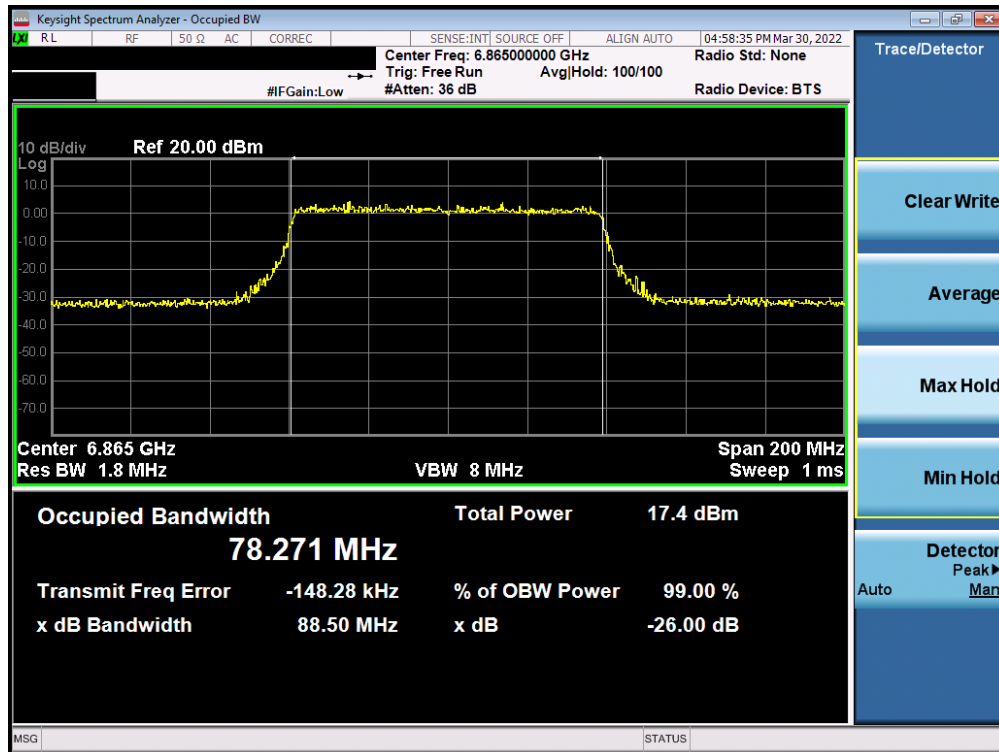 Keysight Spectrum Analyzer - Occupied BW
LXI RL RF 50 Ω AC CORREC SENSE:INT SOURCE OFF ALIGN AUTO 04:58:35 PM Mar 30, 2022
Center Freq: 6.865000000 GHz Radio Std: None
Trig: Free Run Avg|Hold: 100/100
#IFGain:Low #Atten: 36 dB Radio Device: BTS
10 dB/div Ref 20.00 dBm
Log
10.0
0.00
-10.0
-20.0
-30.0
-40.0
-50.0
-60.0
-70.0
Center 6.865 GHz Span 200 MHz
Res BW 1.8 MHz VBW 8 MHz Sweep 1 ms
Occupied Bandwidth Total Power 17.4 dBm
78.271 MHz
Transmit Freq Error -148.28 kHz % of OBW Power 99.00 %
x dB Bandwidth 88.50 MHz x dB -26.00 dB
Trace/Detector
Clear Write
Average
Max Hold
Min Hold
Detector
Peak▶
Auto Man
MSG STATUS